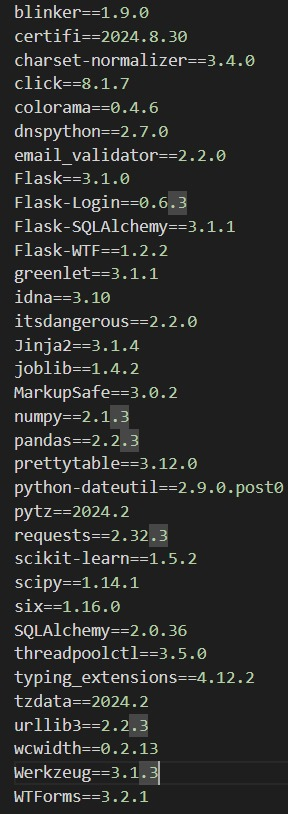 blinker==1.9.0
certifi==2024.8.30
charset-normalizer==3.4.0
click==8.1.7
colorama==0.4.6
dnspython==2.7.0
email_validator==2.2.0
Flask==3.1.0
Flask-Login==0.6.3
Flask-SQLAlchemy==3.1.1
Flask-WTF==1.2.2
greenlet==3.1.1
idna==3.10
itsdangerous==2.2.0
Jinja2==3.1.4
joblib==1.4.2
MarkupSafe==3.0.2
numpy==2.1.3
pandas==2.2.3
prettytable==3.12.0
python-dateutil==2.9.0.post0
pytz==2024.2
requests==2.32.3
scikit-learn==1.5.2
scipy==1.14.1
six==1.16.0
SQLAlchemy==2.0.36
threadpoolctl==3.5.0
typing_extensions==4.12.2
tzdata==2024.2
urllib3==2.2.3
wcwidth==0.2.13
Werkzeug==3.1.3
WTForms==3.2.1